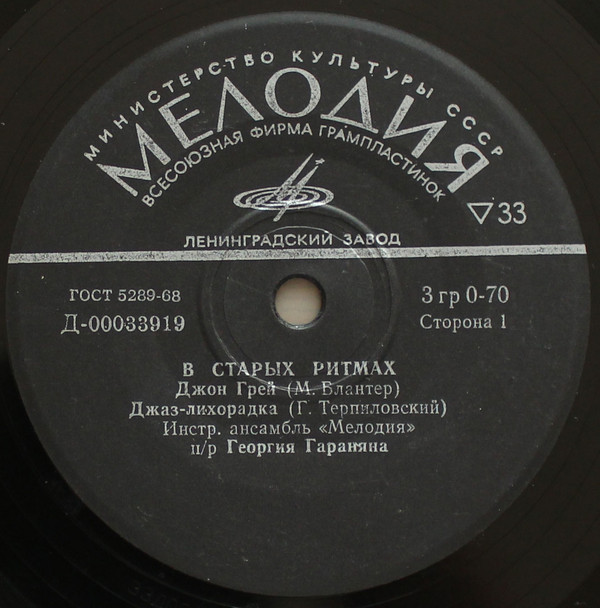 МИНИСТЕРСТВО КУЛЬТУРЫ СССР
МЕЛОДИЯ
ВСЕСОЮЗНАЯ ФИРМА ГРАМПЛАСТИНОК
▽33
ЛЕНИНГРАДСКИЙ ЗАВОД
ГОСТ 5289-68
3 гр 0-70
Д-00033919
Сторона 1
В СТАРЫХ РИТМАХ
Джон Грей (М. Блантер)
Джаз-лихорадка (Г. Терпиловский)
Инстр. ансамбль «Мелодия»
п/р Георгия Гараняна